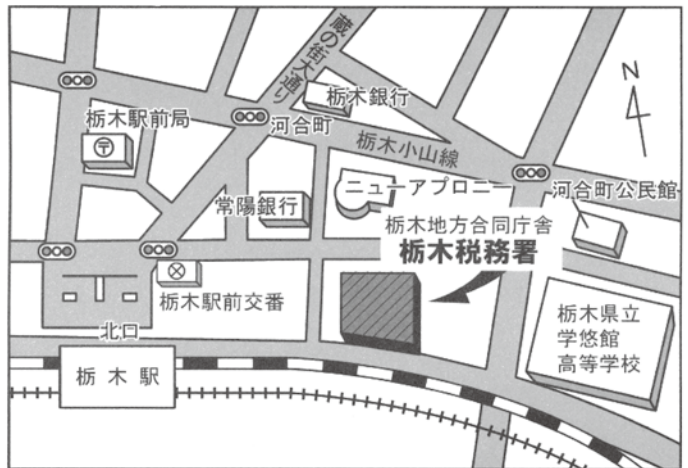 蔵の街大通り
栃木銀行
栃木駅前局
河合町
栃木小山線
N
ニューアプロニー
河合町公民館
常陽銀行
栃木地方合同庁舎
栃木税務署
栃木駅前交番
北口
栃木県立
学悠館
高等学校
栃木駅